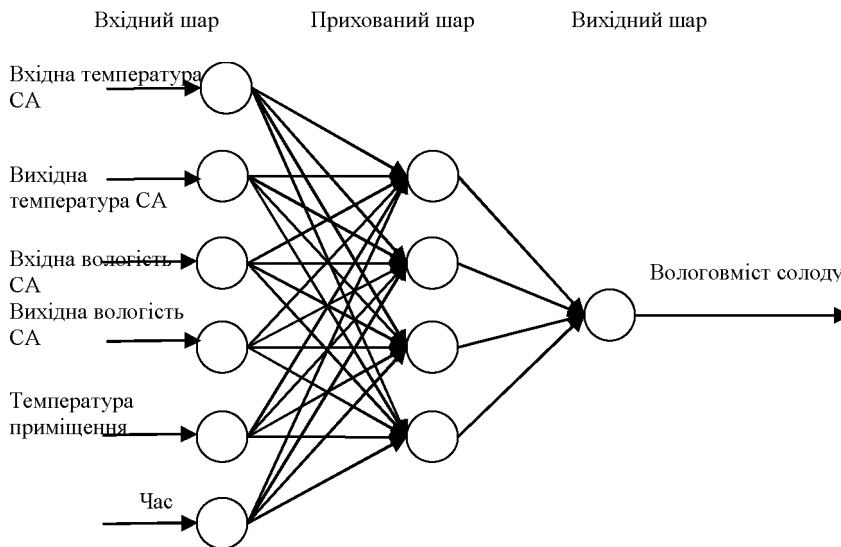 Вхідний шар
Прихований шар
Вихідний шар
Вхідна температура
СА
Вихідна
температура СА
Вхідна вологість
СА
Вихідна вологість
СА
Температура
приміщення
Час
Вологовміст солоду